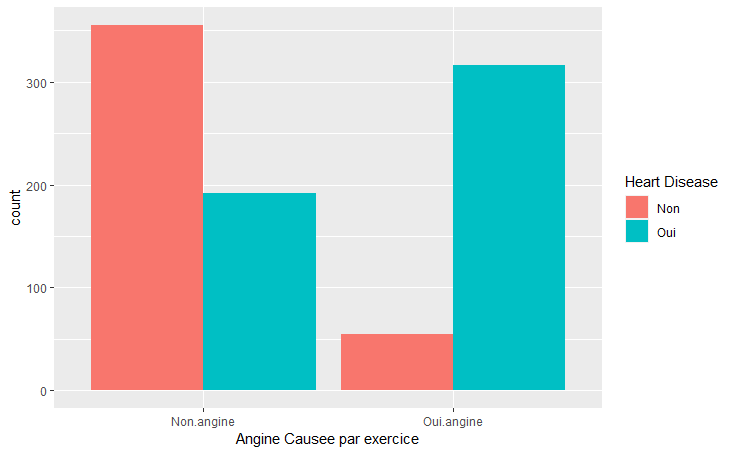 300
200
100
0
count
Non.angine
Oui.angine
Angine Causee par exercice
Heart Disease
Non
Oui